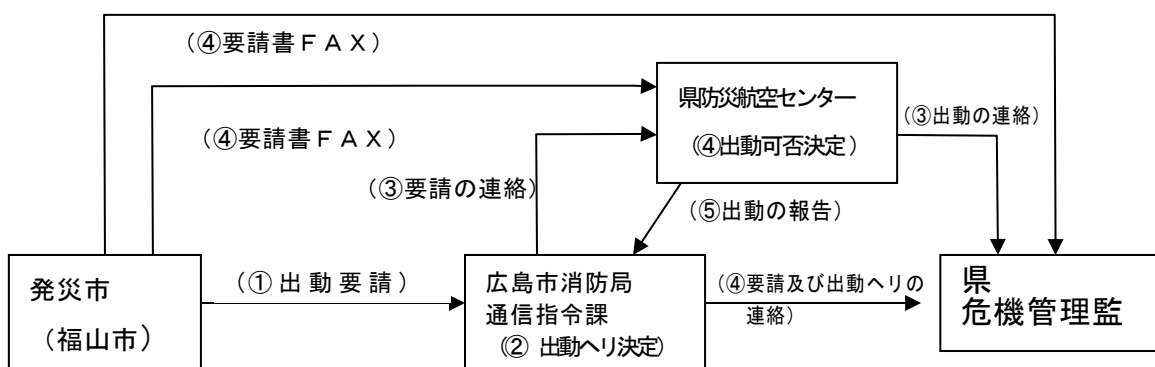 （④要請書ＦＡＸ）
県防災航空センター
（④出動可否決定）
（③出動の連絡）
（④要請書ＦＡＸ）
（③要請の連絡）
（⑤出動の報告）
発災市
（福山市）
（①出動要請）
広島市消防局
通信指令課
（② 出動ヘリ決定）
（④要請及び出動ヘリの
連絡）
県
危機管理監